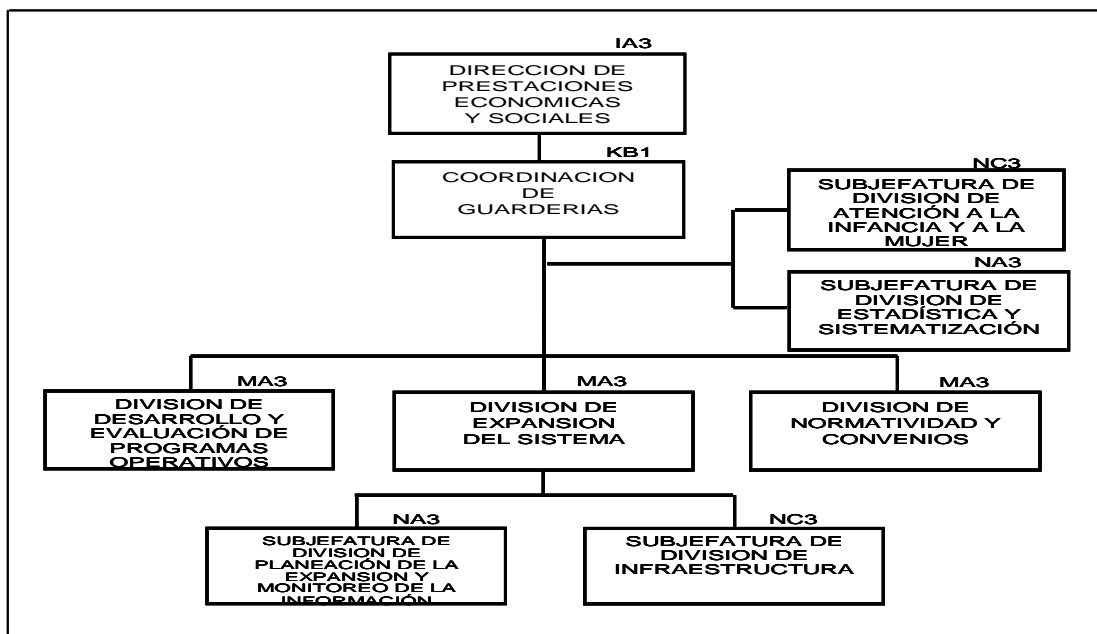 IA3
DIRECCION DE
PRESTACIONES
ECONOMICAS
Y SOCIALES
KB1
COORDINACION
DE
GUARDERIAS
NC3
SUBJEFATURA DE
DIVISION DE
ATENCIÓN A LA
INFANCIA Y A LA
MUJER
NA3
SUBJEFATURA DE
DIVISION DE
ESTADÍSTICA Y
SISTEMATIZACIÓN
MA3
DIVISION DE
DESARROLLO Y
EVALUACIÓN DE
PROGRAMAS
OPERATIVOS
MA3
DIVISION DE
EXPANSION
DEL SISTEMA
MA3
DIVISION DE
NORMATIVIDAD Y
CONVENIOS
NA3
SUBJEFATURA DE
DIVISION DE
PLANEACIÓN DE LA
EXPANSION Y
MONITOREO DE LA
INFORMACIÓN
NC3
SUBJEFATURA DE
DIVISION DE
INFRAESTRUCTURA